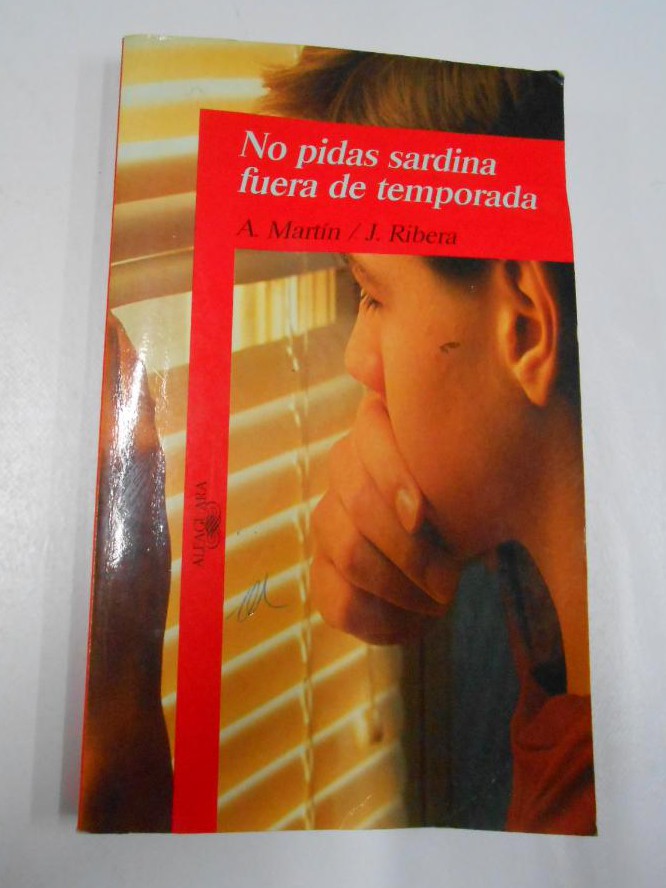 No pidas sardina
fuera de temporada
A. Martín / J. Ribera
ALFAGUARA